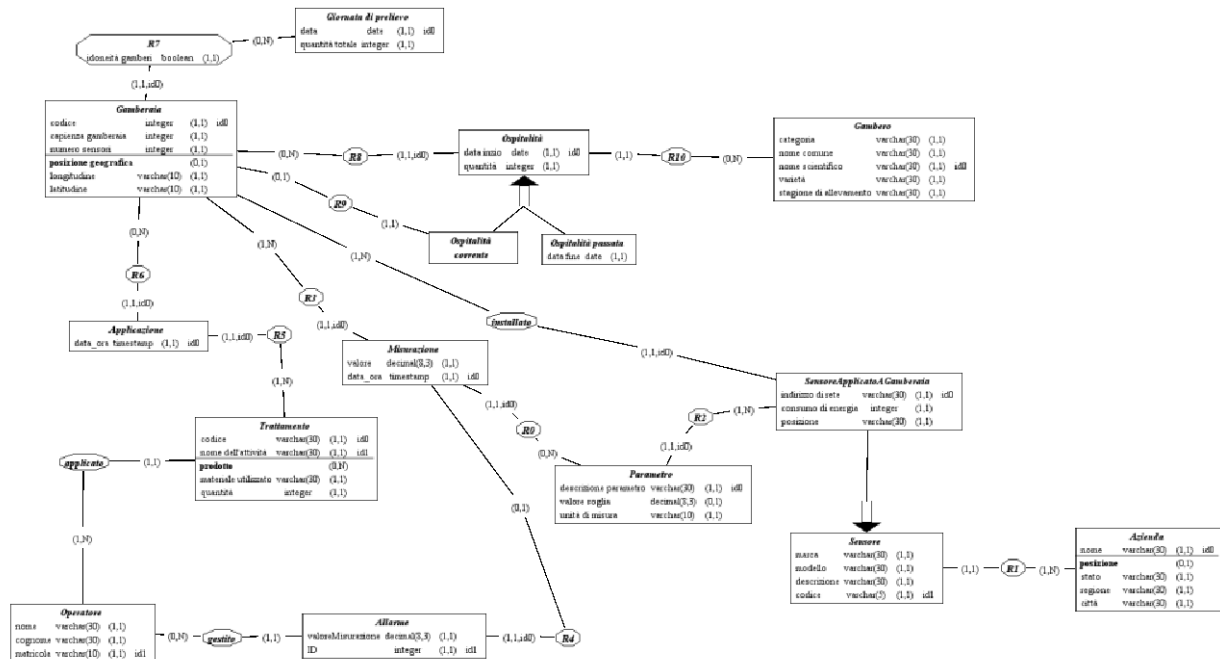 Giornata di prelievo
data date (1,1) id0
quantità totale integer (1,1)
R7
idoneità gamberi boolean (1,1)
(0,N)
(1,1,id0)
Gamberaia
codice integer (1,1) id0
capienza gamberaia integer (1,1)
numero sensori integer (1,1)
posizione geografica (0,1)
longitudine varchar(10) (1,1)
latitudine varchar(10) (1,1)
(0,N)
R8
(1,1,id0)
Ospitalità
data inizio date (1,1) id0
quantità integer (1,1)
(1,1)
R10
(0,N)
Gambero
categoria varchar(30) (1,1)
nome comune varchar(30) (1,1)
nome scientifico varchar(30) (1,1) id0
varietà varchar(30) (1,1)
stagione di allevamento varchar(30) (1,1)
(0,1)
R9
(1,1)
Ospitalità
corrente
Ospitalità passata
data fine date (1,1)
(0,N)
R6
(1,1,id0)
(1,N)
R3
(1,1,id0)
(1,N)
installato
(1,1,id0)
Applicazione
data_ora timestamp (1,1) id0
(1,1,id0)
R5
(1,N)
Misurazione
valore decimal(8,3) (1,1)
data_ora timestamp (1,1) id0
(1,1,id0)
R0
(0,N)
SensoreApplicatoAGamberaia
indirizzo di rete varchar(30) (1,1) id0
consumo di energia integer (1,1)
posizione varchar(30) (1,1)
(1,N)
R2
(1,1,id0)
Trattamento
codice varchar(30) (1,1) id0
nome dell'attività varchar(30) (1,1) id1
prodotto (0,N)
materiale utilizzato varchar(30) (1,1)
quantità integer (1,1)
applicato
(1,1)
(1,N)
Parametro
descrizione parametro varchar(30) (1,1) id0
valore soglia decimal(8,3) (0,1)
unità di misura varchar(10) (1,1)
(0,1)
Sensore
marca varchar(30) (1,1)
modello varchar(30) (1,1)
descrizione varchar(30) (1,1)
codice varchar(5) (1,1) id1
(1,1)
R1
(1,N)
Azienda
nome varchar(30) (1,1) id0
posizione (0,1)
stato varchar(30) (1,1)
regione varchar(30) (1,1)
città varchar(30) (1,1)
Operatore
nome varchar(30) (1,1)
cognome varchar(30) (1,1)
matricola varchar(10) (1,1) id1
(0,N)
gestito
(1,1)
Allarme
valoreMisurazione decimal(8,3) (1,1)
ID integer (1,1) id1
(1,1,id0)
R4